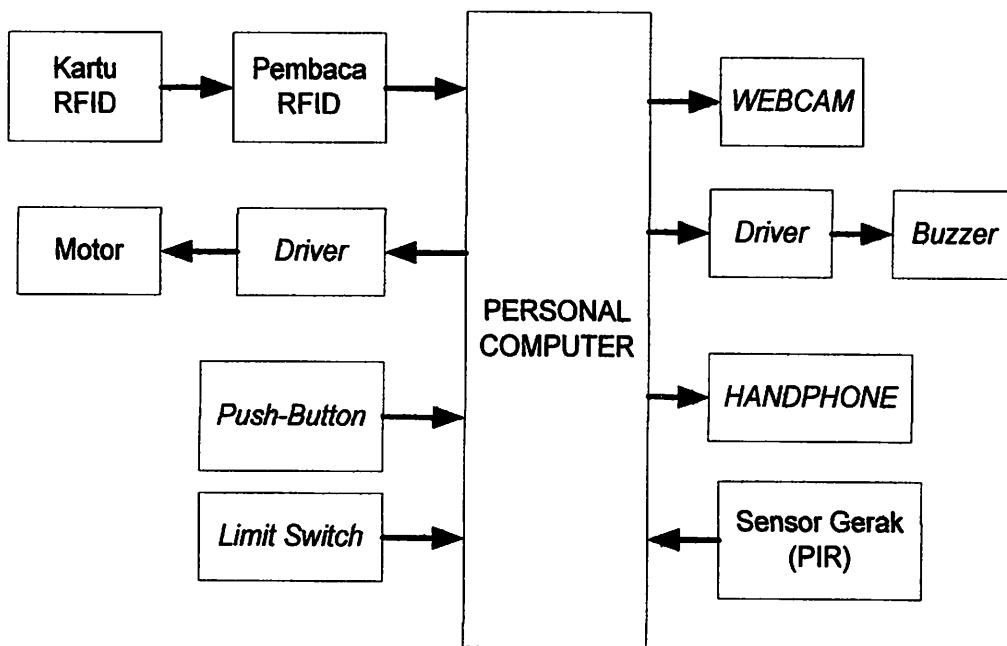 Kartu
RFID
Pembaca
RFID
WEBCAM
Motor
Driver
Driver
Buzzer
PERSONAL
COMPUTER
Push-Button
HANDPHONE
Limit Switch
Sensor Gerak
(PIR)